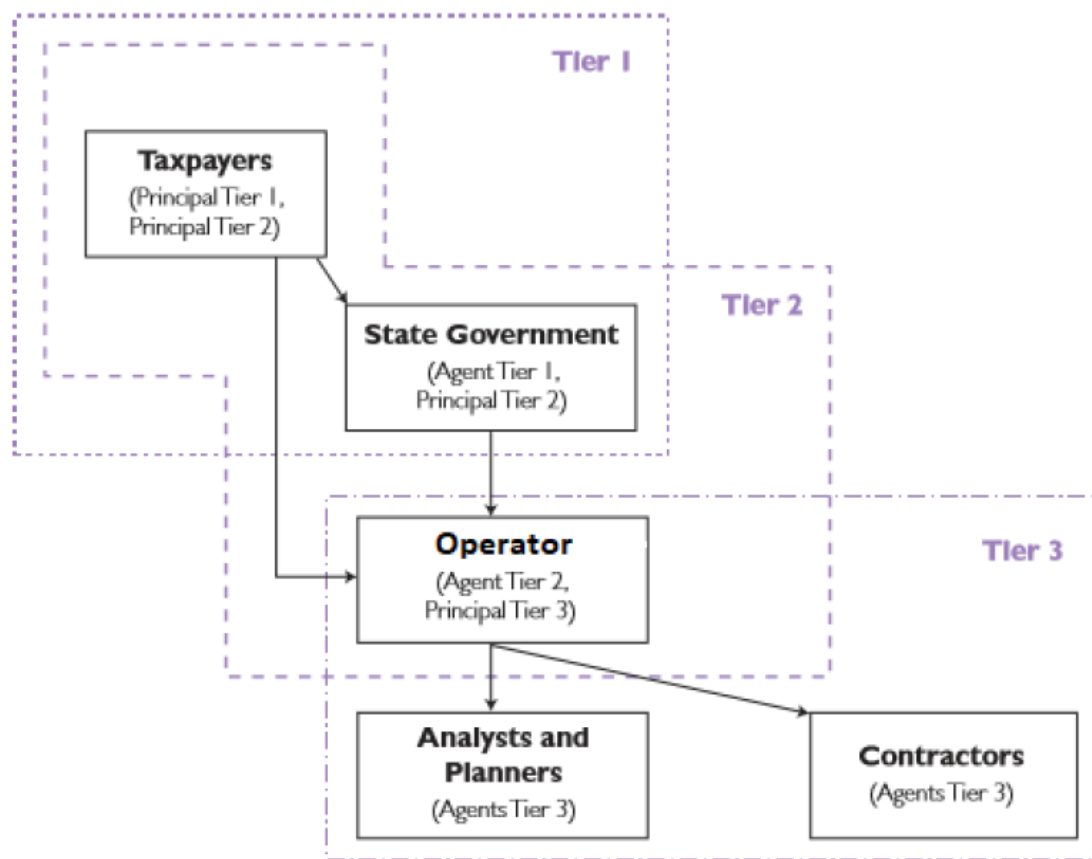 Tier 1
Taxpayers
(Principal Tier 1,
Principal Tier 2)
Tier 2
State Government
(Agent Tier 1,
Principal Tier 2)
Operator
(Agent Tier 2,
Principal Tier 3)
Tier 3
Analysts and
Planners
(Agents Tier 3)
Contractors
(Agents Tier 3)